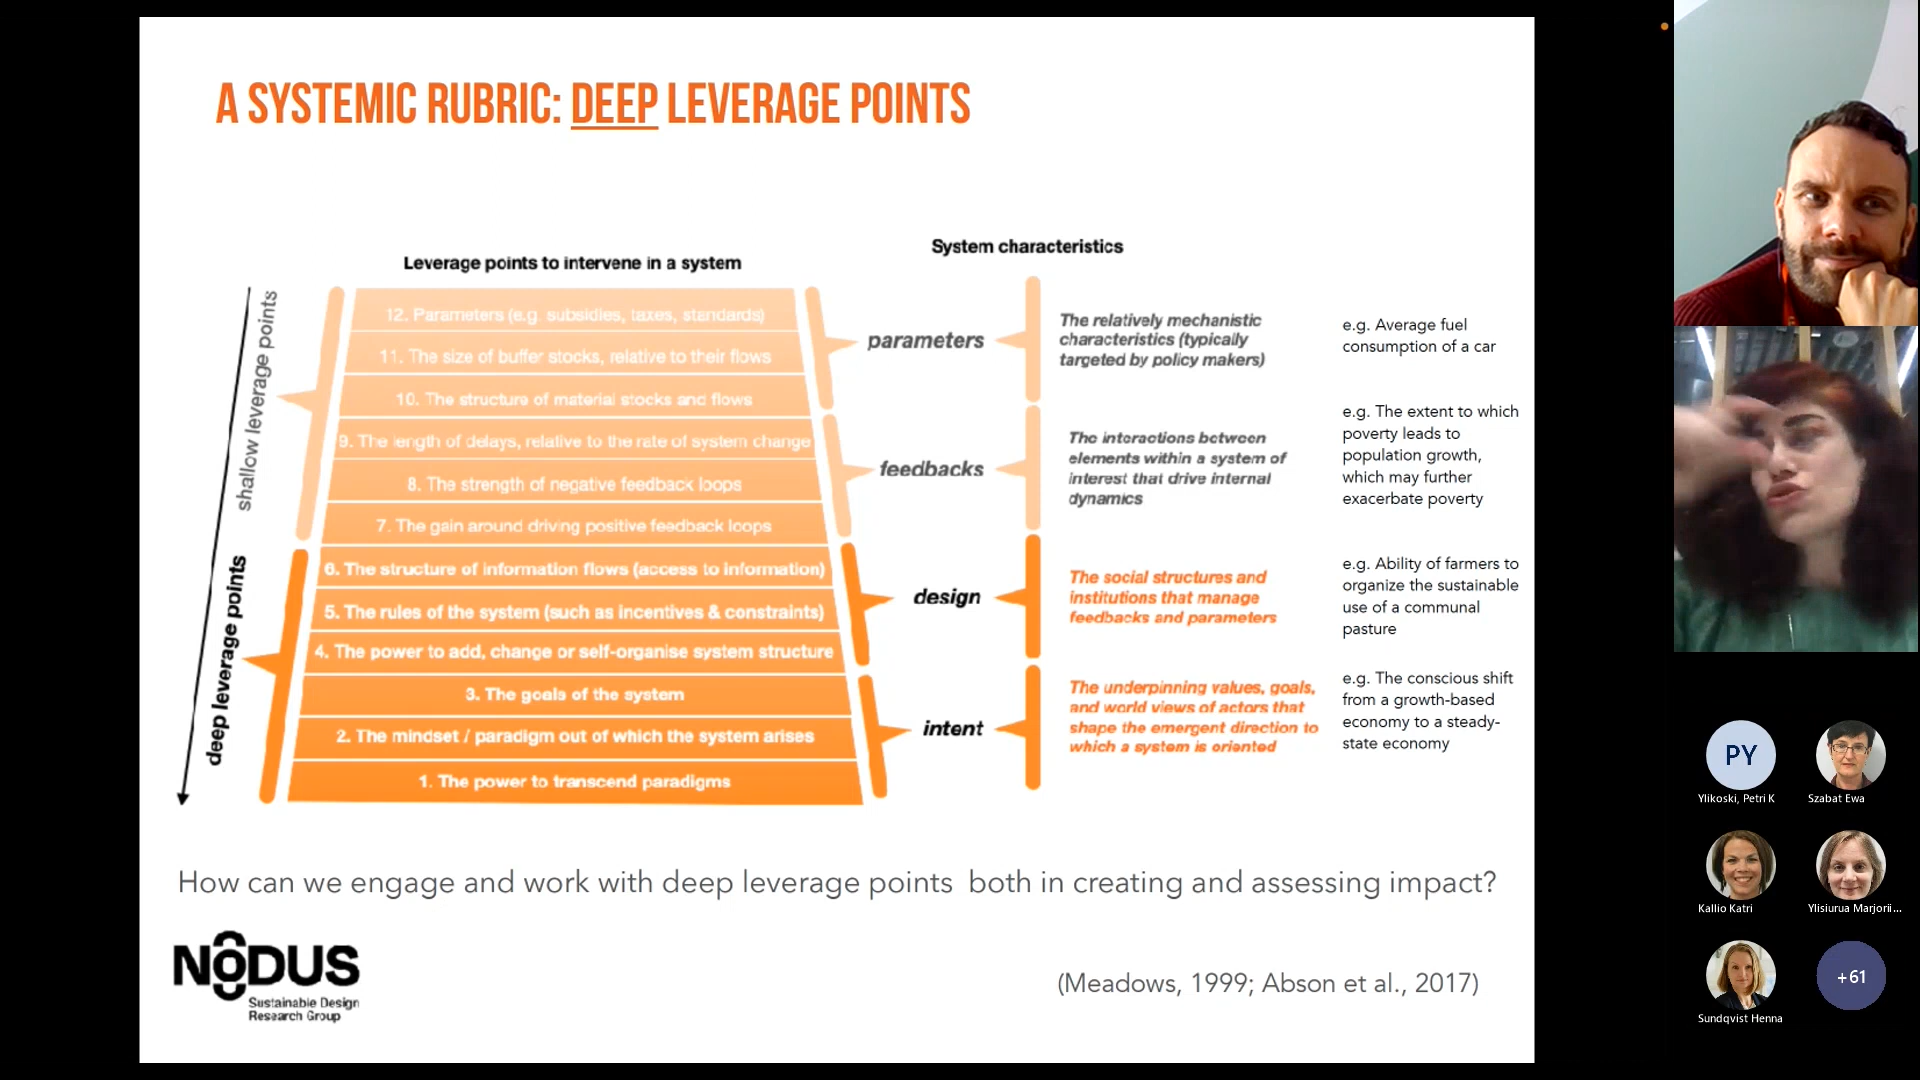 A SYSTEMIC RUBRIC: DEEP LEVERAGE POINTS
Leverage points to intervene in a system
System characteristics
shallow leverage points
deep leverage points
12. Parameters (e.g. subsidies, taxes, standards)
11. The size of buffer stocks, relative to their flows
10. The structure of material stocks and flows
9. The length of delays, relative to the rate of system change
8. The strength of negative feedback loops
7. The gain around driving positive feedback loops
6. The structure of information flows (access to information)
5. The rules of the system (such as incentives & constraints)
4. The power to add, change or self-organise system structure
3. The goals of the system
2. The mindset / paradigm out of which the system arises
1. The power to transcend paradigms
parameters
The relatively mechanistic
characteristics (typically
targeted by policy makers)
e.g. Average fuel
consumption of a car
feedbacks
The interactions between
elements within a system of
interest that drive internal
dynamics
e.g. The extent to which
poverty leads to
population growth,
which may further
exacerbate poverty
design
The social structures and
institutions that manage
feedbacks and parameters
e.g. Ability of farmers to
organize the sustainable
use of a communal
pasture
intent
The underpinning values, goals,
and world views of actors that
shape the emergent direction to
which a system is oriented
e.g. The conscious shift
from a growth-based
economy to a steady-
state economy
How can we engage and work with deep leverage points both in creating and assessing impact?
NODUS
Sustainable Design
Research Group
(Meadows, 1999; Abson et al., 2017)
PY
Ylikoski, Petri K
Szabat Ewa
Kallio Katri
Ylisiurua Marjorii...
Sundqvist Henna
+61